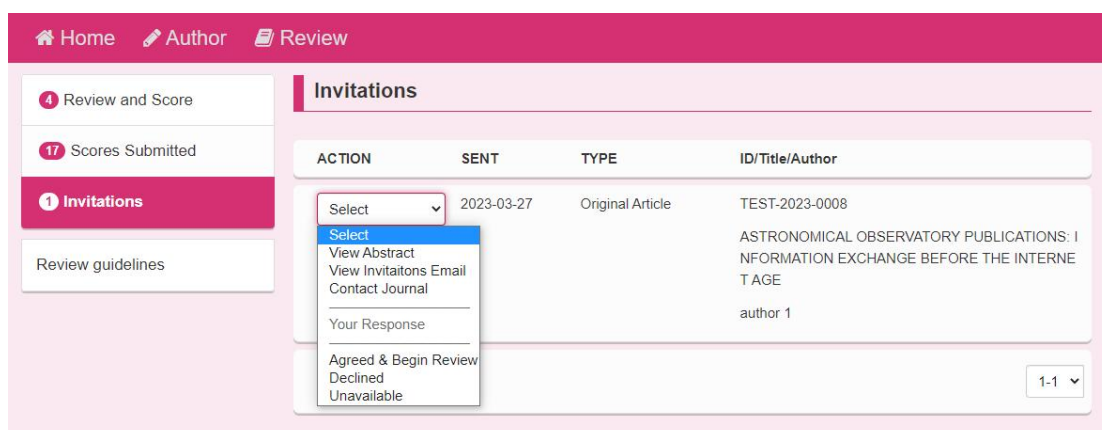 Home Author Review
4 Review and Score
17 Scores Submitted
1 Invitations
Review guidelines
Invitations
ACTION SENT TYPE ID/Title/Author
Select 2023-03-27 Original Article TEST-2023-0008
ASTRONOMICAL OBSERVATORY PUBLICATIONS: I
NFORMATION EXCHANGE BEFORE THE INTERNE
T AGE
author 1
Select
View Abstract
View Invitaitons Email
Contact Journal
Your Response
Agreed & Begin Review
Declined
Unavailable
1-1